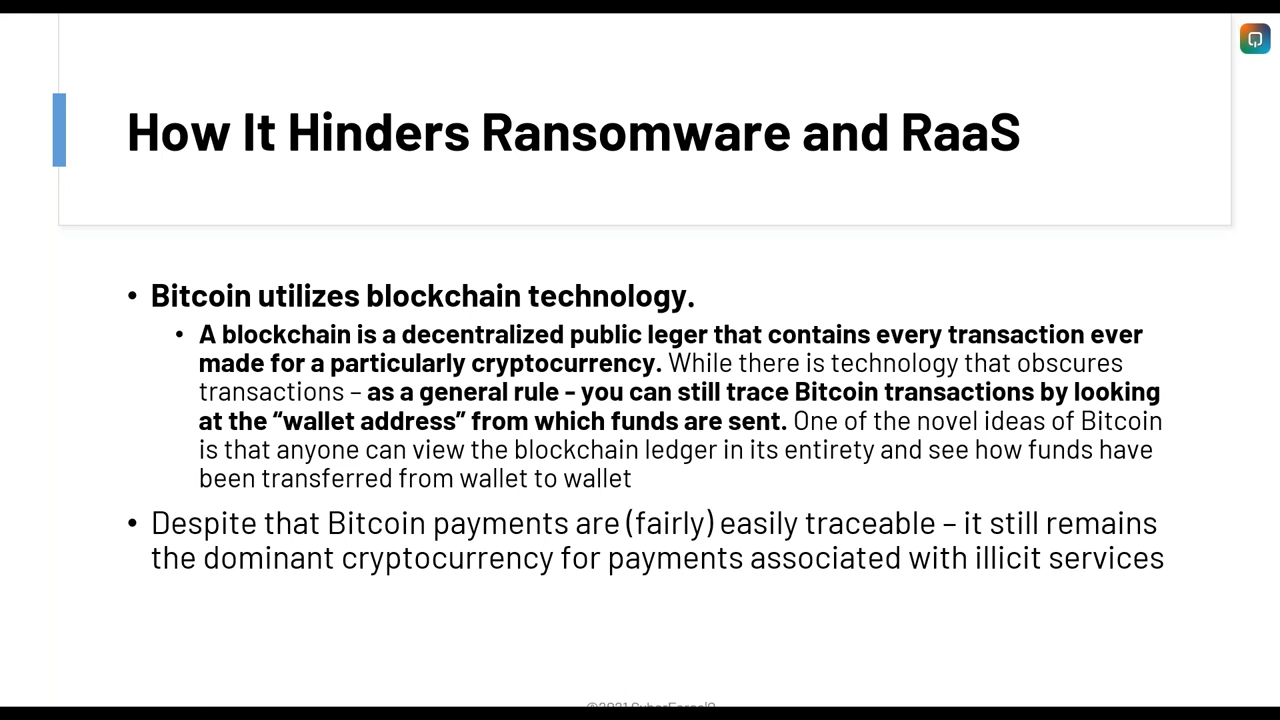 How It Hinders Ransomware and RaaS
• Bitcoin utilizes blockchain technology.
• A blockchain is a decentralized public leger that contains every transaction ever
made for a particularly cryptocurrency. While there is technology that obscures
transactions – as a general rule - you can still trace Bitcoin transactions by looking
at the “wallet address” from which funds are sent. One of the novel ideas of Bitcoin
is that anyone can view the blockchain ledger in its entirety and see how funds have
been transferred from wallet to wallet
• Despite that Bitcoin payments are (fairly) easily traceable – it still remains
the dominant cryptocurrency for payments associated with illicit services
©2021